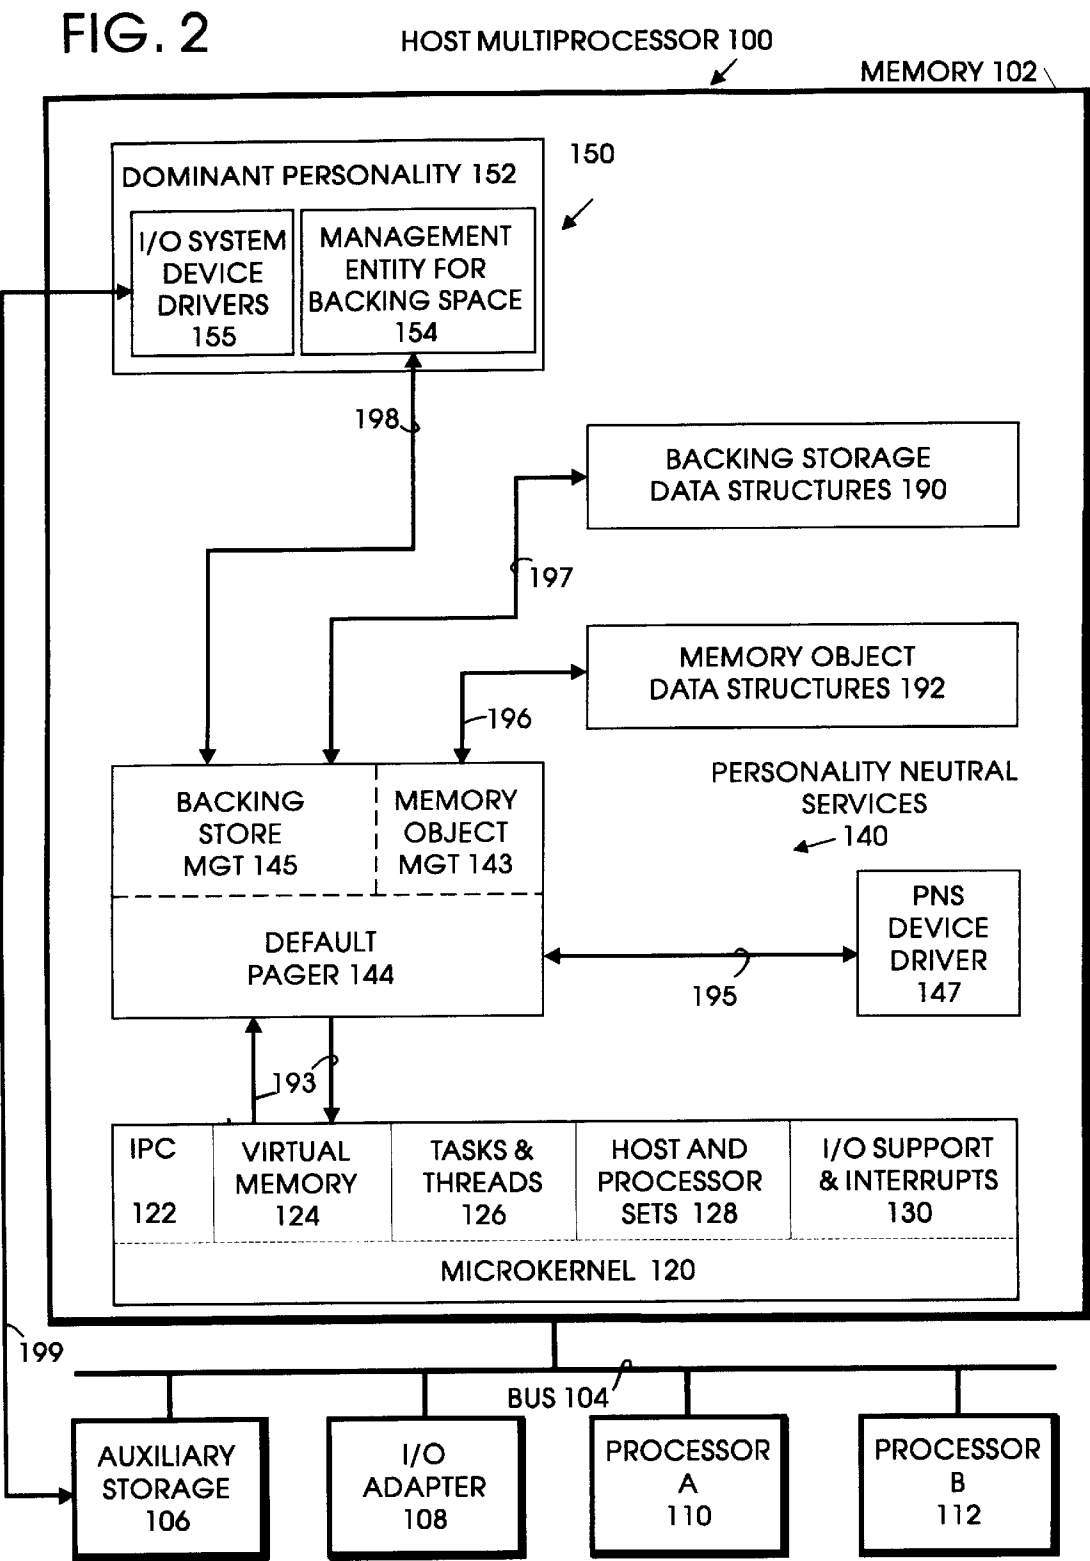 FIG. 2
HOST MULTIPROCESSOR 100
MEMORY 102
150
DOMINANT PERSONALITY 152
I/O SYSTEM
DEVICE
DRIVERS
155
MANAGEMENT
ENTITY FOR
BACKING SPACE
154
198
BACKING STORAGE
DATA STRUCTURES 190
197
MEMORY OBJECT
DATA STRUCTURES 192
196
PERSONALITY NEUTRAL
SERVICES
140
BACKING
STORE
MGT 145
MEMORY
OBJECT
MGT 143
DEFAULT
PAGER 144
195
PNS
DEVICE
DRIVER
147
193
IPC
122
VIRTUAL
MEMORY
124
TASKS &
THREADS
126
HOST AND
PROCESSOR
SETS 128
I/O SUPPORT
& INTERRUPTS
130
MICROKERNEL 120
199
BUS 104
AUXILIARY
STORAGE
106
I/O
ADAPTER
108
PROCESSOR
A
110
PROCESSOR
B
112